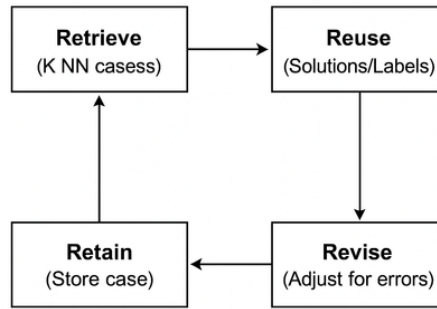 Retrieve
(K NN casess)
Reuse
(Solutions/Labels)
Retain
(Store case)
Revise
(Adjust for errors)